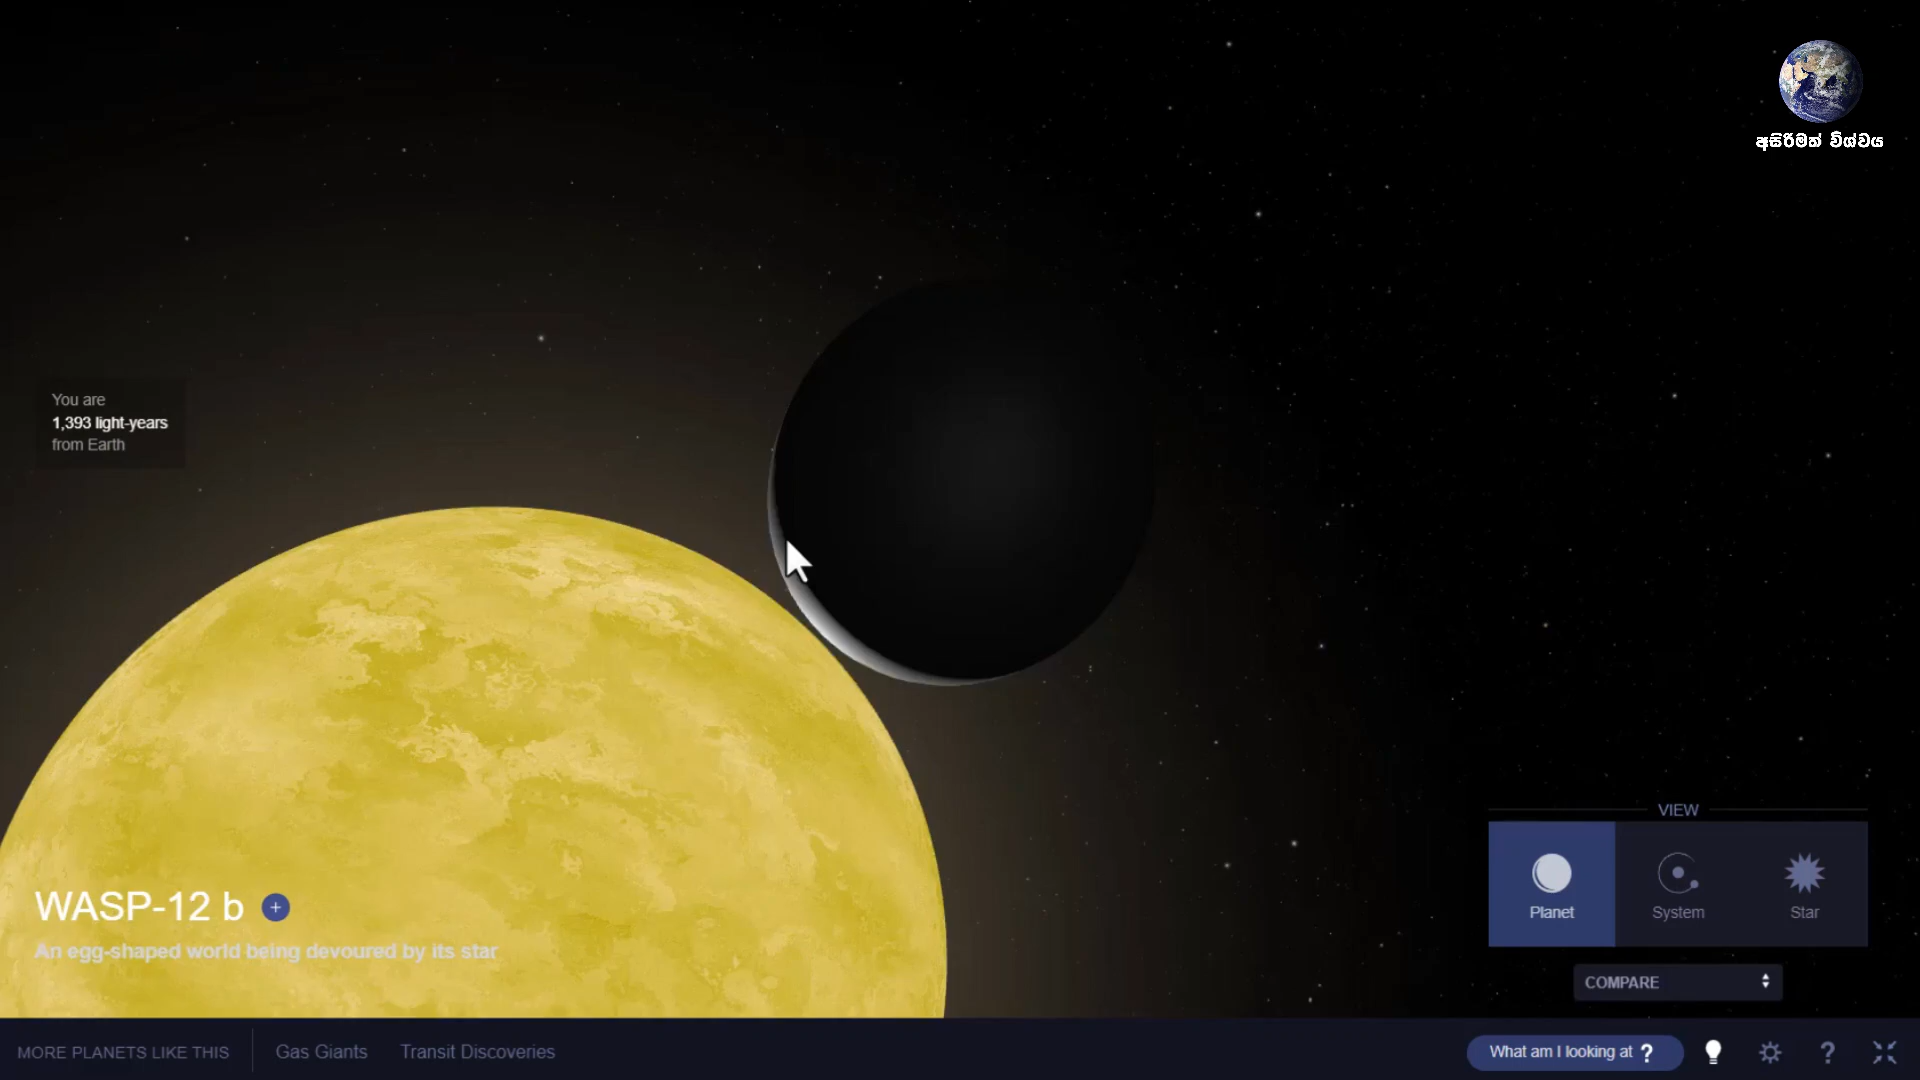 අසිරිමත් විශ්වය
You are
1,393 light-years
from Earth
VIEW
Planet
System
Star
WASP-12 b +
An egg-shaped world being devoured by its star
COMPARE
MORE PLANETS LIKE THIS
Gas Giants
Transit Discoveries
What am I looking at ?
?